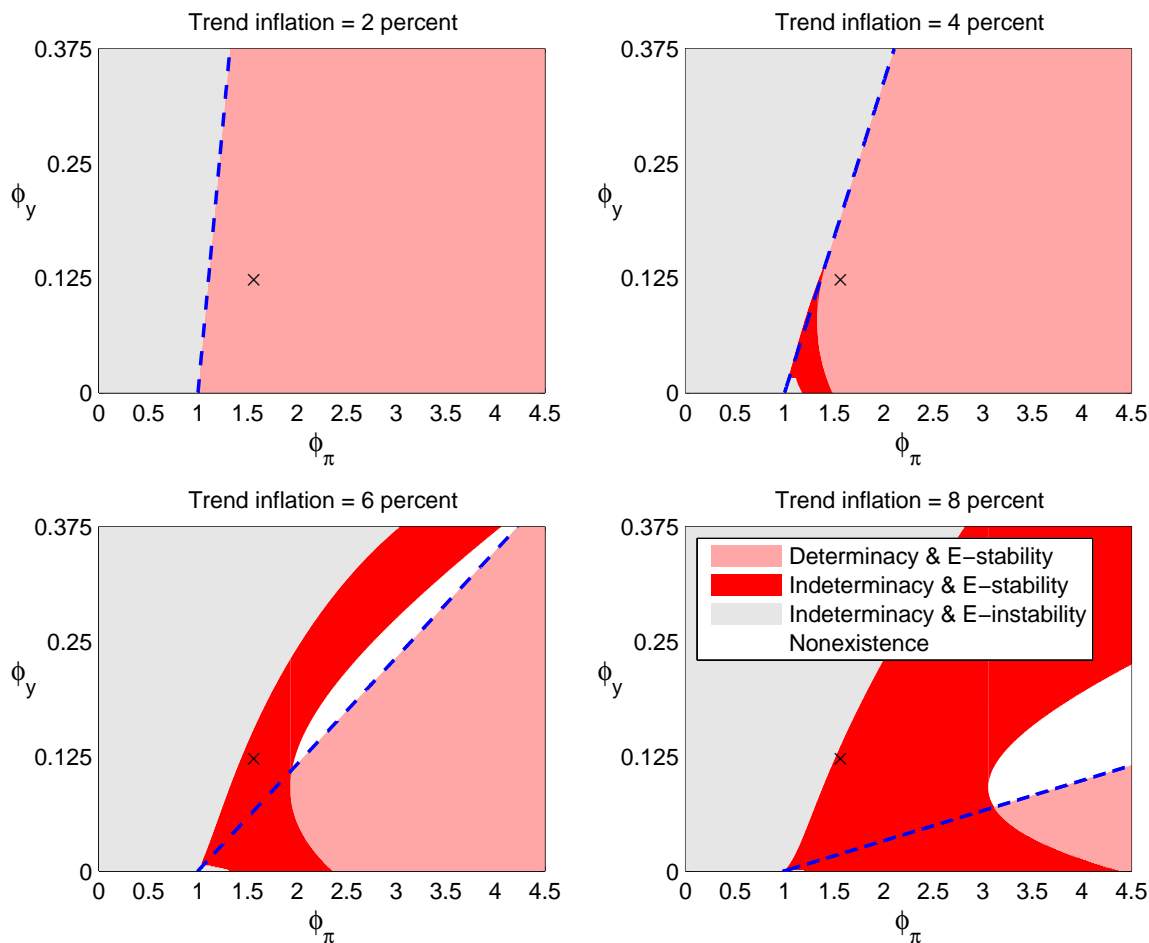 Trend inflation = 2 percent
0.375
0.25
ϕy
0.125
×
0
0 0.5 1 1.5 2 2.5 3 3.5 4 4.5
ϕπ
Trend inflation = 4 percent
0.375
0.25
ϕy
0.125
×
0
0 0.5 1 1.5 2 2.5 3 3.5 4 4.5
ϕπ
Trend inflation = 6 percent
0.375
0.25
ϕy
0.125
×
0
0 0.5 1 1.5 2 2.5 3 3.5 4 4.5
ϕπ
Trend inflation = 8 percent
0.375
Determinacy & E−stability
Indeterminacy & E−stability
Indeterminacy & E−instability
Nonexistence
0.25
ϕy
0.125
×
0
0 0.5 1 1.5 2 2.5 3 3.5 4 4.5
ϕπ